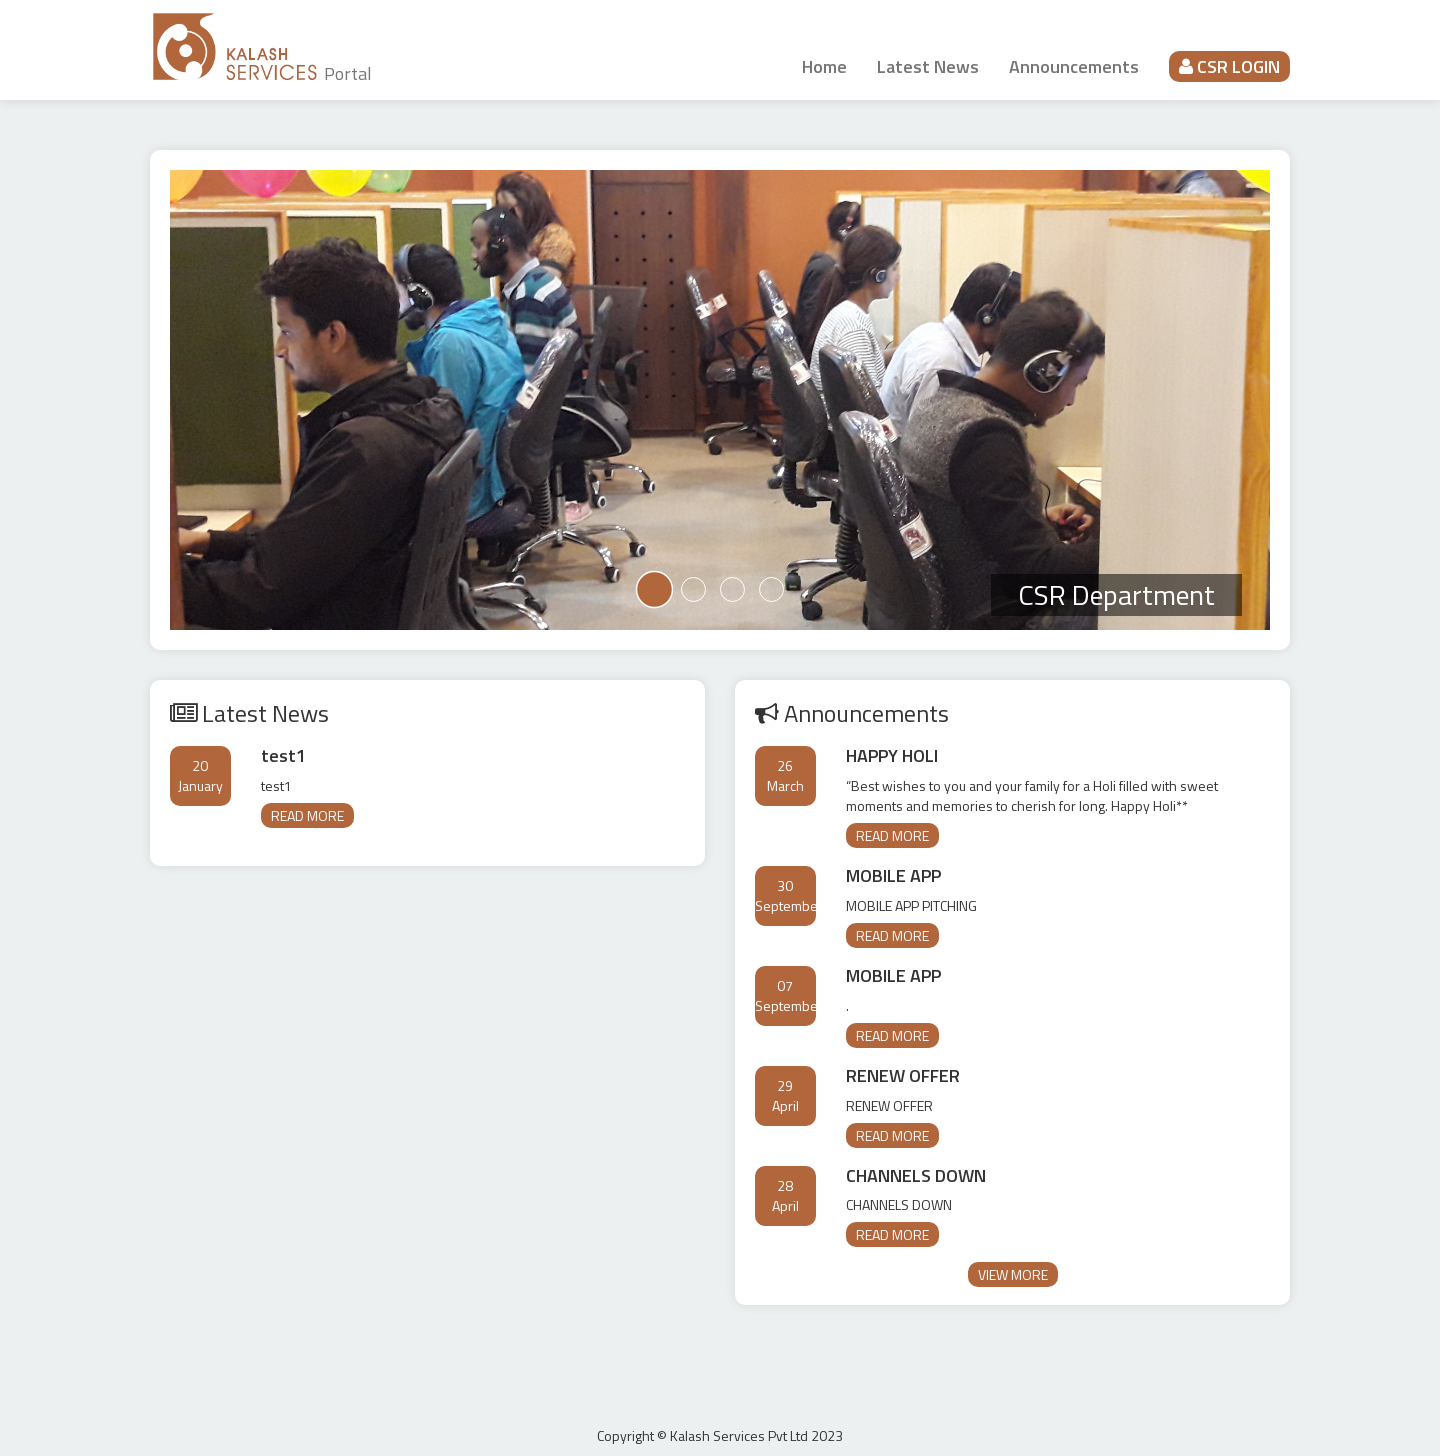 KALASH
SERVICES Portal
Home Latest News Announcements CSR LOGIN
CSR Department
Latest News
20
January
test1
test1
READ MORE
Announcements
26
March
HAPPY HOLI
“Best wishes to you and your family for a Holi filled with sweet
moments and memories to cherish for long. Happy Holi**
READ MORE
30
Septembe
MOBILE APP
MOBILE APP PITCHING
READ MORE
07
Septembe
MOBILE APP
.
READ MORE
29
April
RENEW OFFER
RENEW OFFER
READ MORE
28
April
CHANNELS DOWN
CHANNELS DOWN
READ MORE
VIEW MORE
Copyright © Kalash Services Pvt Ltd 2023